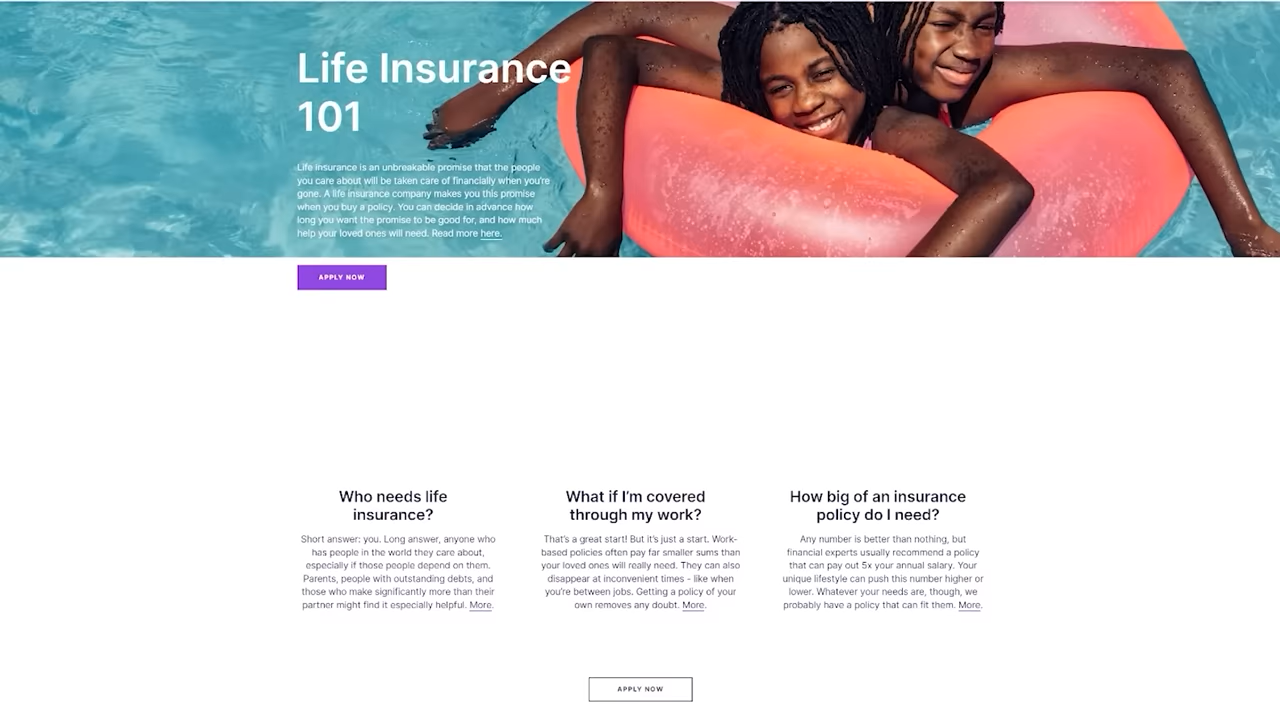 Life Insurance
101
Life insurance is an unbreakable promise that the people
you care about will be taken care of financially when you're
gone. A life insurance company makes you this promise
when you buy a policy. You can decide in advance how
long you want the promise to be good for, and how much
help your loved ones will need. Read more here.
APPLY NOW
Who needs life
insurance?
Short answer: you. Long answer, anyone who
has people in the world they care about,
especially if those people depend on them.
Parents, people with outstanding debts, and
those who make significantly more than their
partner might find it especially helpful. More.
What if I'm covered
through my work?
That's a great start! But it's just a start. Work-
based policies often pay far smaller sums than
your loved ones will really need. They can also
disappear at inconvenient times - like when
you're between jobs. Getting a policy of your
own removes any doubt. More.
How big of an insurance
policy do I need?
Any number is better than nothing, but
financial experts usually recommend a policy
that can pay out 5x your annual salary. Your
unique lifestyle can push this number higher or
lower. Whatever your needs are, though, we
probably have a policy that can fit them. More.
APPLY NOW